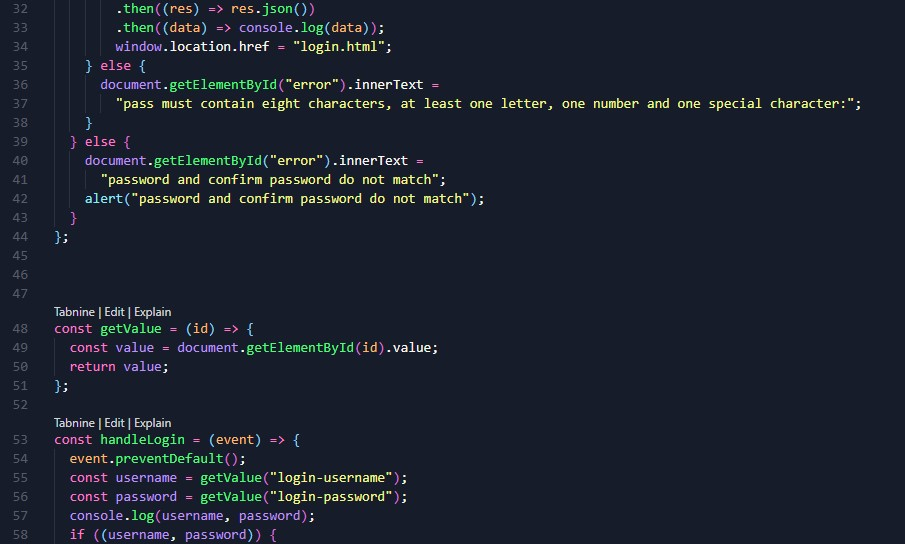 32 .then((res) => res.json())
33 .then((data) => console.log(data));
34 window.location.href = "login.html";
35 } else {
36 document.getElementById("error").innerText =
37 "pass must contain eight characters, at least one letter, one number and one special character:";
38 }
39 } else {
40 document.getElementById("error").innerText =
41 "password and confirm password do not match";
42 alert("password and confirm password do not match");
43 }
44 };
45
46
47
Tabnine | Edit | Explain
48 const getValue = (id) => {
49 const value = document.getElementById(id).value;
50 return value;
51 };
52
Tabnine | Edit | Explain
53 const handleLogin = (event) => {
54 event.preventDefault();
55 const username = getValue("login-username");
56 const password = getValue("login-password");
57 console.log(username, password);
58 if ((username, password)) {